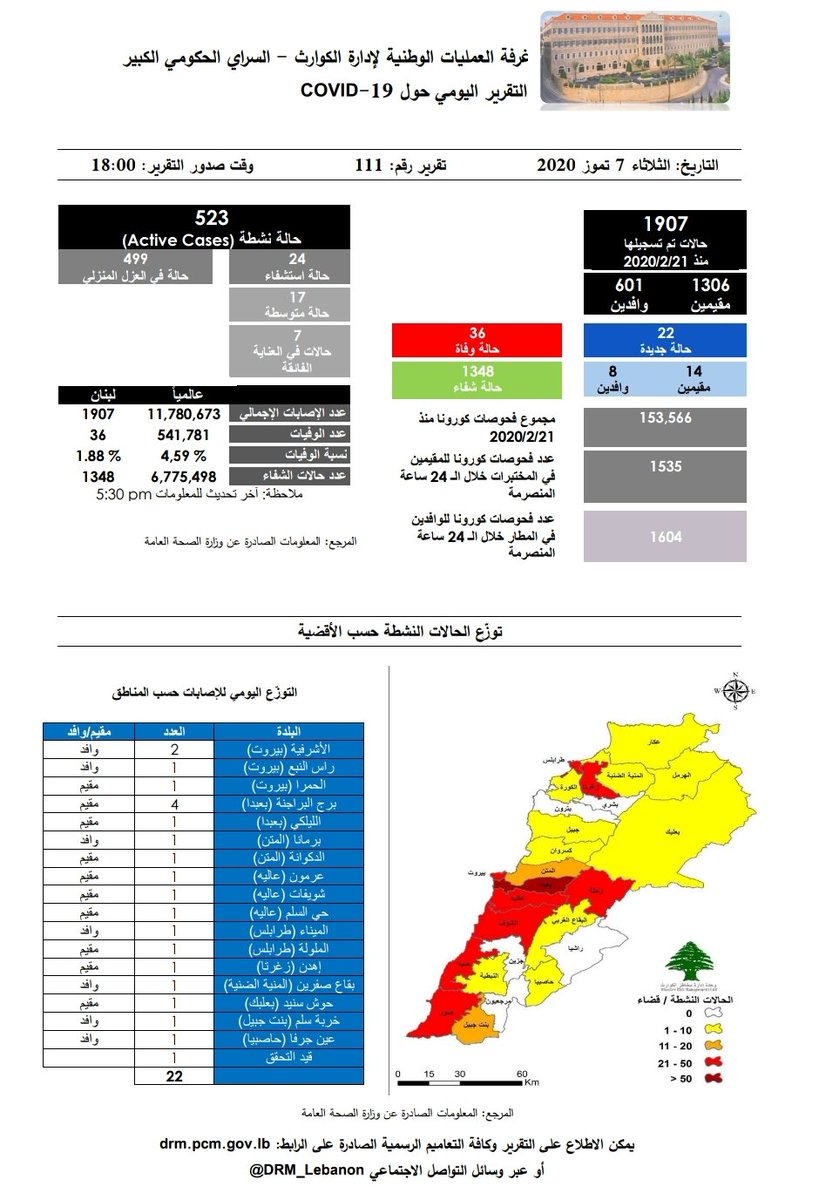 غرفة العمليات الوطنية لإدارة الكوارث - السراي الحكومي الكبير
التقرير اليومي حول COVID-19
التاريخ: الثلاثاء 7 تموز 2020 تقرير رقم: 111 وقت صدور التقرير: 18:00
1907
حالات تم تسجيلها
منذ 2020/2/21
1306 601
مقيمين وافدين
22
حالة جديدة
14 8
مقيمين وافدين
36
حالة وفاة
1348
حالة شفاء
153,566
مجموع فحوصات كورونا منذ
2020/2/21
1535
عدد فحوصات كورونا للمقيمين
في المختبرات خلال الـ 24 ساعة
المنصرمة
1604
عدد فحوصات كورونا للوافدين
في المطار خلال الـ 24 ساعة
المنصرمة
523
حالة نشطة (Active Cases)
24 499
حالة استشفاء حالة في العزل المنزلي
17
حالة متوسطة
7
حالات في العناية
الفائقة
عالمياً لبنان
عدد الإصابات الإجمالي 11,780,673 1907
عدد الوفيات 541,781 36
نسبة الوفيات 4,59 % 1.88 %
عدد حالات الشفاء 6,775,498 1348
ملاحظة: آخر تحديث للمعلومات 5:30 pm
المرجع: المعلومات الصادرة عن وزارة الصحة العامة
توزّع الحالات النشطة حسب الأقضية
N
W E
S
عكار
طرابلس
المنية الضنية
الهرمل
زغرتا
الكورة
بشري
بترون
جبيل
بعلبك
كسروان
المتن
بيروت
بعبدا
زحلة
عاليه
الشوف
البقاع الغربي
راشيا
جزين
صيدا
النبطية
حاصبيا
مرجعيون
صور
بنت جبيل
وحدة إدارة مخاطر الكوارث
الحالات النشطة / قضاء
0
1 - 10
11 - 20
21 - 50
> 50
0 15 30 60
Km
التوزّع اليومي للإصابات حسب المناطق
البلدة العدد مقيم/وافد
الأشرفية (بيروت) 2 وافد
راس النبع (بيروت) 1 وافد
الحمرا (بيروت) 1 مقيم
برج البراجنة (بعبدا) 4 مقيم
الليلكي (بعبدا) 1 مقيم
برمانا (المتن) 1 وافد
الدكوانة (المتن) 1 مقيم
عرمون (عاليه) 1 مقيم
شويفات (عاليه) 1 مقيم
حي السلم (عاليه) 1 مقيم
الميناء (طرابلس) 1 وافد
الملولة (طرابلس) 1 مقيم
إهدن (زغرتا) 1 مقيم
بقاع صفرين (المنية الضنية) 1 وافد
حوش سنيد (بعلبك) 1 مقيم
خربة سلم (بنت جبيل) 1 وافد
عين جرفا (حاصبيا) 1 وافد
قيد التحقق 1
22
المرجع: المعلومات الصادرة عن وزارة الصحة العامة
يمكن الاطلاع على التقرير وكافة التعاميم الرسمية الصادرة على الرابط: drm.pcm.gov.lb
أو عبر وسائل التواصل الاجتماعي @DRM_Lebanon